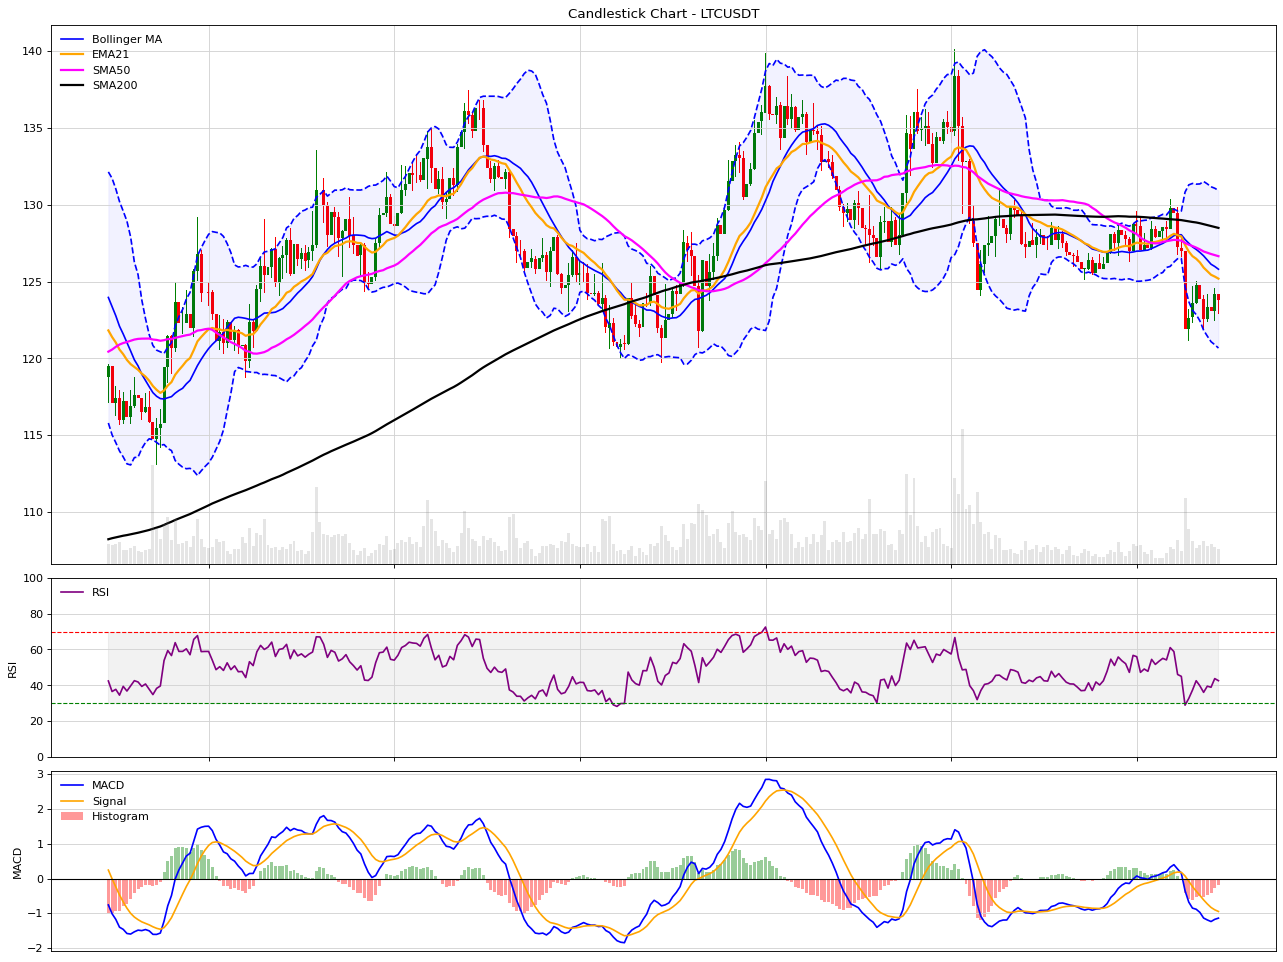 Candlestick Chart - LTCUSDT
Bollinger MA
EMA21
SMA50
SMA200
140
135
130
125
120
115
110
RSI
100
80
60
40
20
0
RSI
MACD
Signal
Histogram
3
2
1
0
−1
−2
MACD